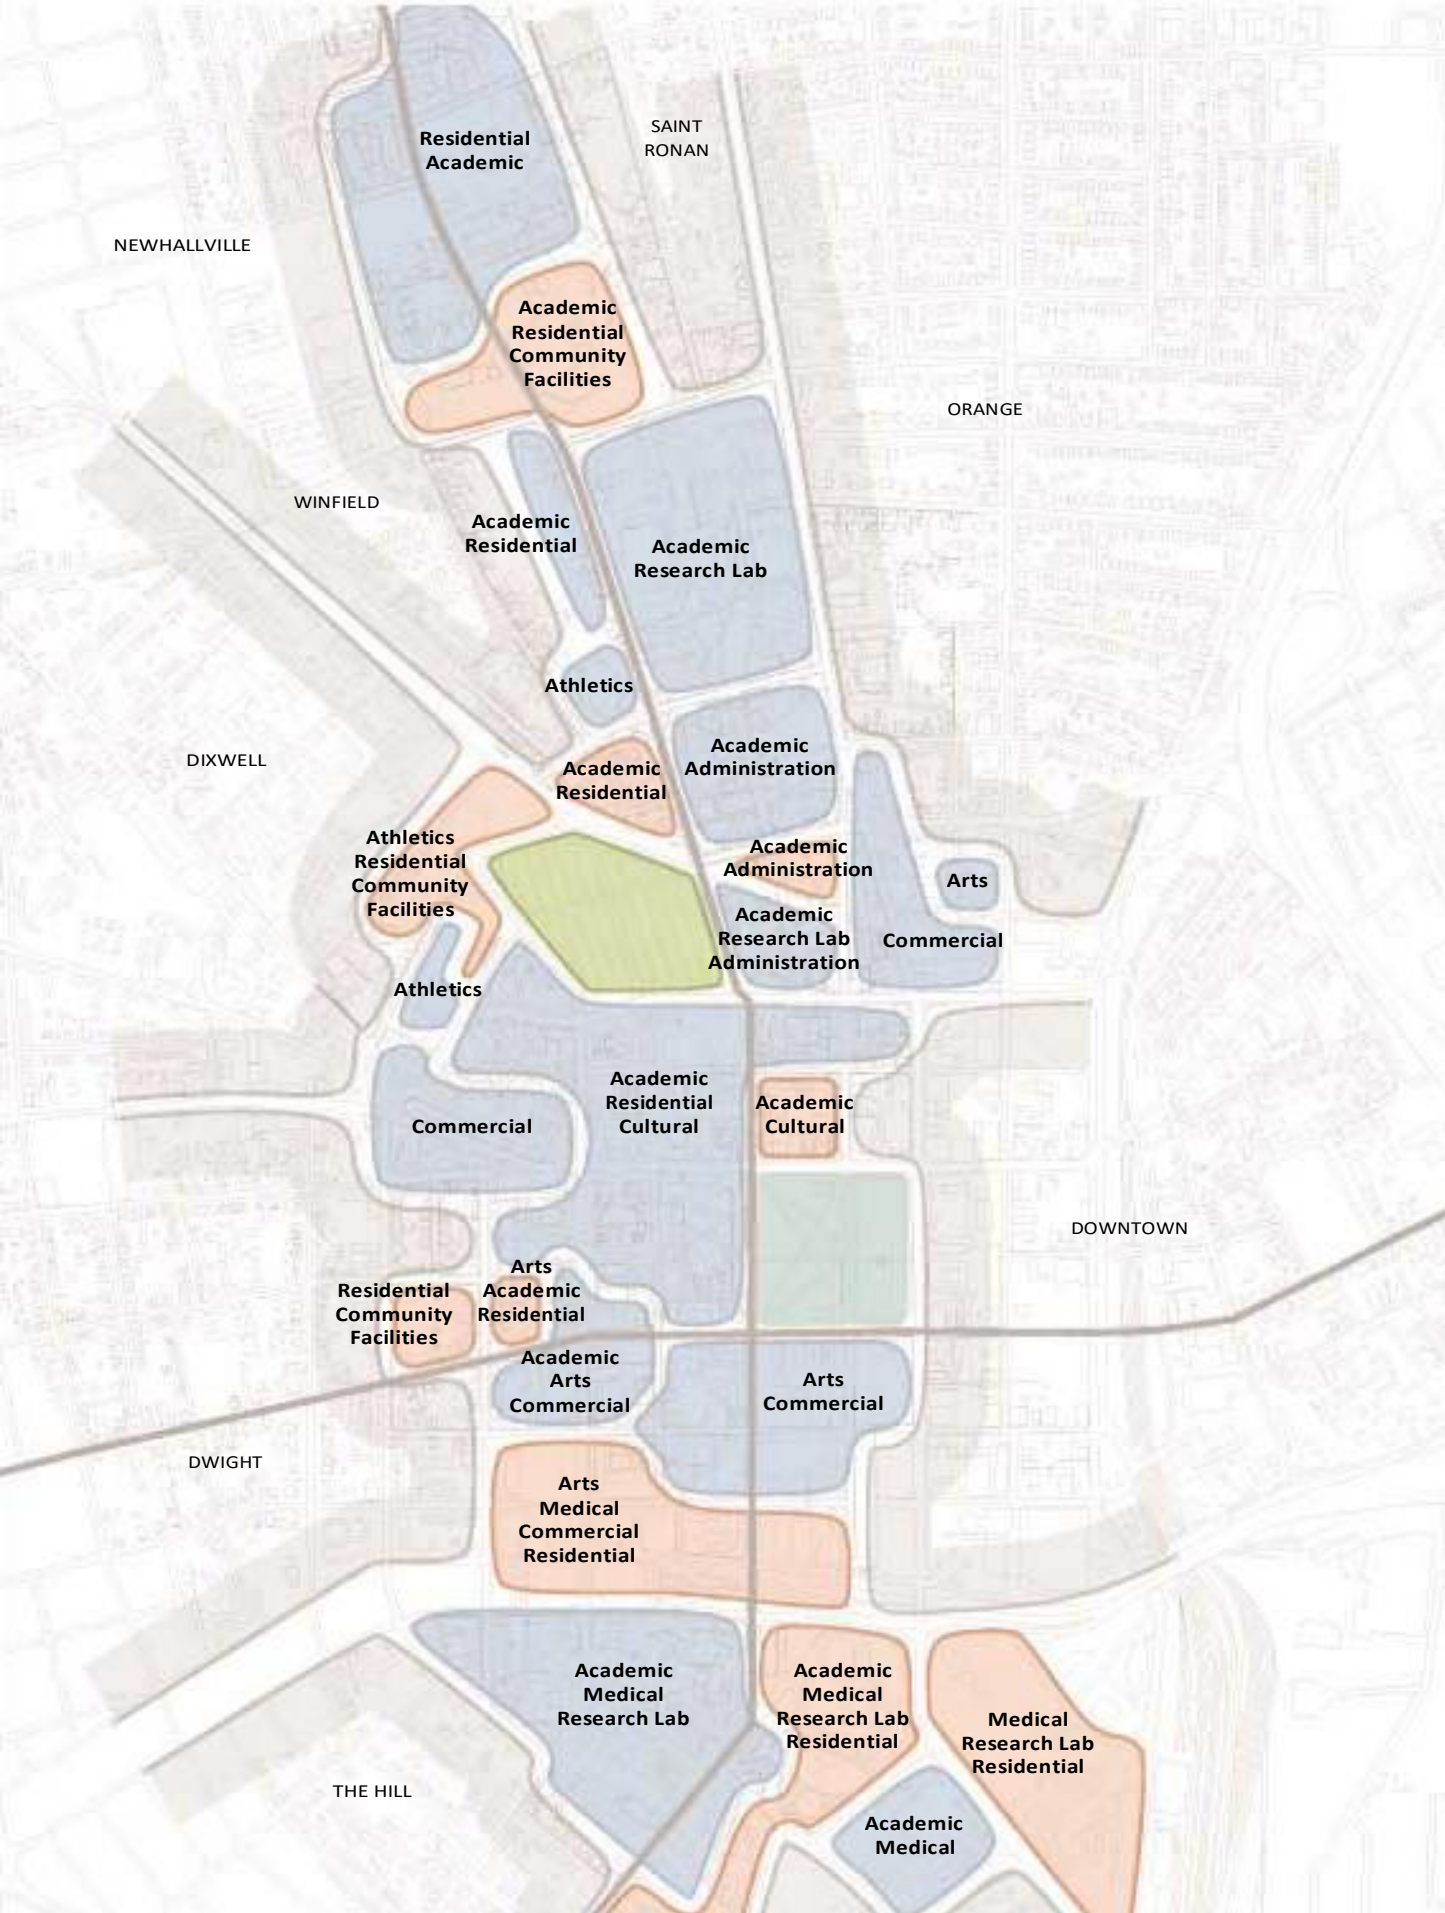 SAINT
RONAN
Residential
Academic
NEWHALLVILLE
Academic
Residential
Community
Facilities
ORANGE
WINFIELD
Academic
Residential
Academic
Research Lab
Athletics
DIXWELL
Academic
Administration
Academic
Residential
Athletics
Residential
Community
Facilities
Academic
Administration
Arts
Academic
Research Lab
Administration
Commercial
Athletics
Academic
Residential
Cultural
Academic
Cultural
Commercial
DOWNTOWN
Arts
Academic
Residential
Residential
Community
Facilities
Academic
Arts
Commercial
Arts
Commercial
DWIGHT
Arts
Medical
Commercial
Residential
Academic
Medical
Research Lab
Academic
Medical
Research Lab
Residential
Medical
Research Lab
Residential
THE HILL
Academic
Medical